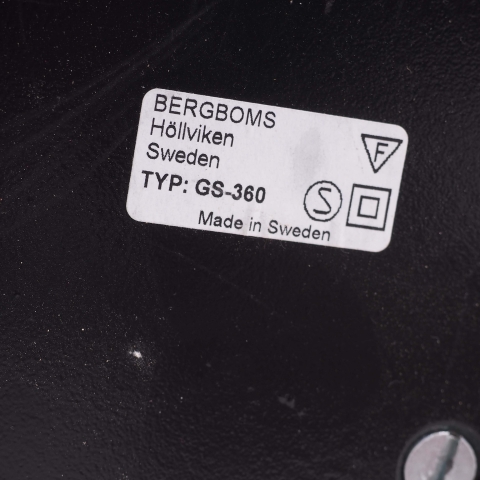 BERGBOMS
Höllviken
Sweden
TYP: GS-360
Made in Sweden
F
S